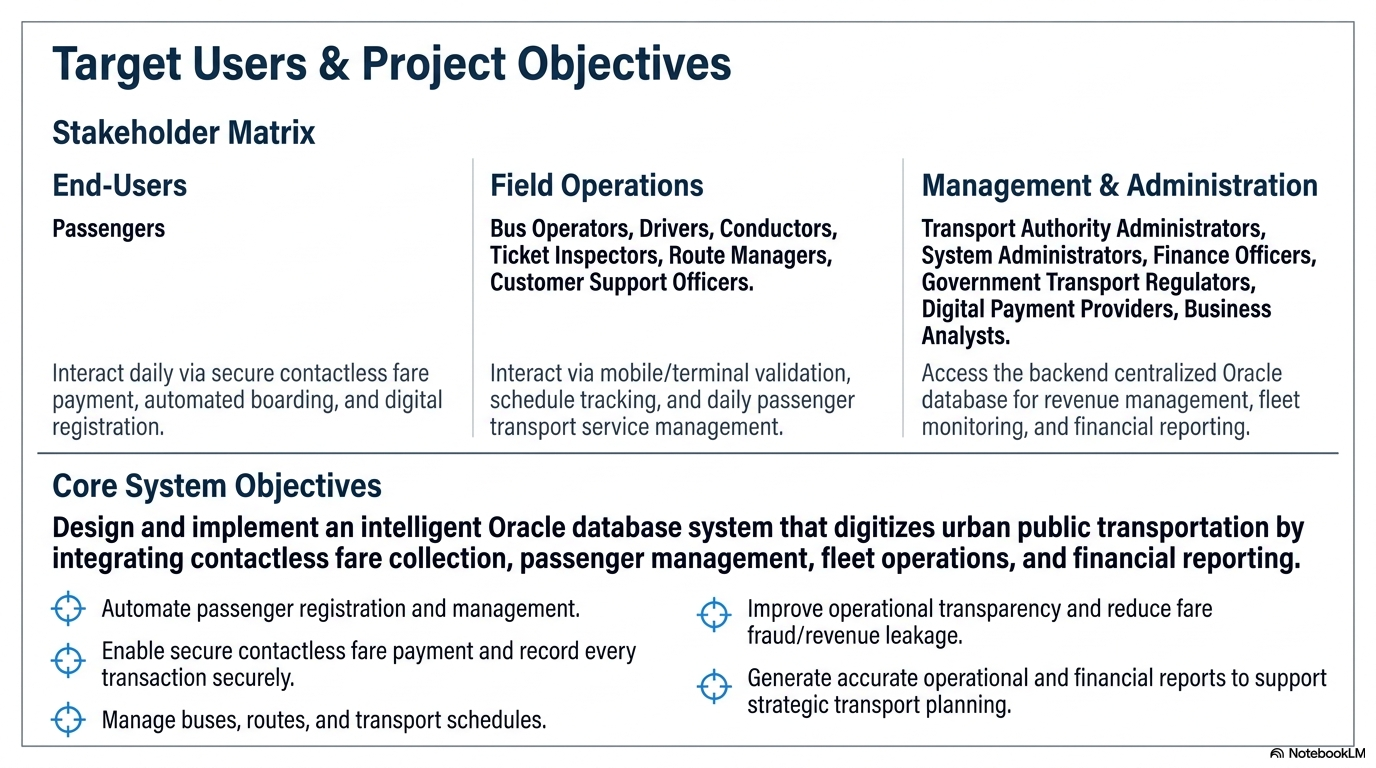 Target Users & Project Objectives
Stakeholder Matrix
End-Users
Passengers
Interact daily via secure contactless fare
payment, automated boarding, and digital
registration.
Field Operations
Bus Operators, Drivers, Conductors,
Ticket Inspectors, Route Managers,
Customer Support Officers.
Interact via mobile/terminal validation,
schedule tracking, and daily passenger
transport service management.
Management & Administration
Transport Authority Administrators,
System Administrators, Finance Officers,
Government Transport Regulators,
Digital Payment Providers, Business
Analysts.
Access the backend centralized Oracle
database for revenue management, fleet
monitoring, and financial reporting.
Core System Objectives
Design and implement an intelligent Oracle database system that digitizes urban public transportation by
integrating contactless fare collection, passenger management, fleet operations, and financial reporting.
Automate passenger registration and management.
Enable secure contactless fare payment and record every
transaction securely.
Manage buses, routes, and transport schedules.
Improve operational transparency and reduce fare
fraud/revenue leakage.
Generate accurate operational and financial reports to support
strategic transport planning.
NotebookLM